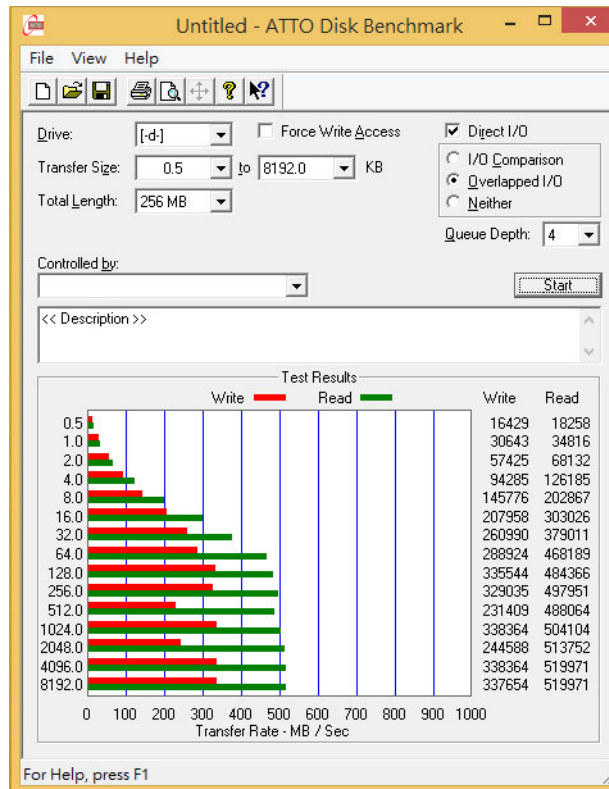 Untitled - ATTO Disk Benchmark
File View Help
Drive: [-d-] Force Write Access Direct I/O
Transfer Size: 0.5 to 8192.0 KB I/O Comparison
Overlapped I/O
Total Length: 256 MB Neither
Queue Depth: 4
Controlled by:
Start
<< Description >>
Test Results
Write Read Write Read
0.5 16429 18258
1.0 30643 34816
2.0 57425 68132
4.0 94285 126185
8.0 145776 202867
16.0 207958 303026
32.0 260990 379011
64.0 288924 468189
128.0 335544 484366
256.0 329035 497951
512.0 231409 488064
1024.0 338364 504104
2048.0 244588 513752
4096.0 338364 519971
8192.0 337654 519971
0 100 200 300 400 500 600 700 800 900 1000
Transfer Rate - MB / Sec
For Help, press F1